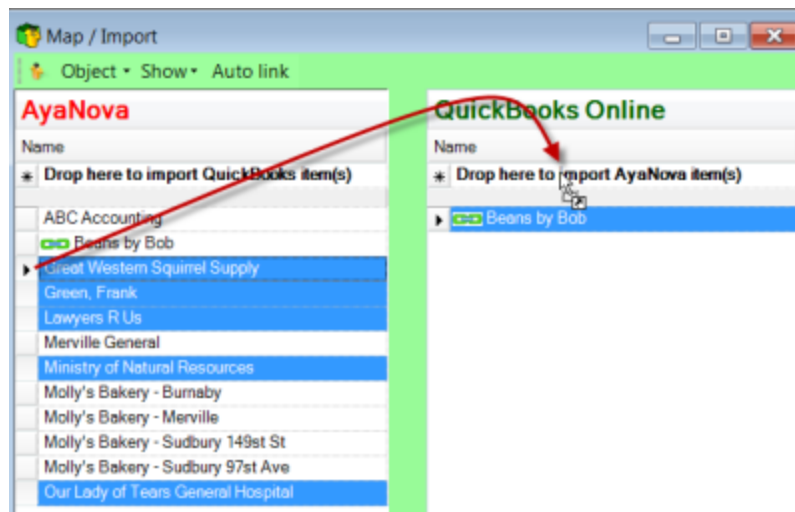 Map / Import
Object Show Auto link
AyaNova
Name
Drop here to import QuickBooks item(s)
ABC Accounting
Beans by Bob
Great Western Squirrel Supply
Green, Frank
Lawyers R Us
Merville General
Ministry of Natural Resources
Molly's Bakery - Burnaby
Molly's Bakery - Merville
Molly's Bakery - Sudbury 149st St
Molly's Bakery - Sudbury 97st Ave
Our Lady of Tears General Hospital
QuickBooks Online
Name
Drop here to import AyaNova item(s)
Beans by Bob